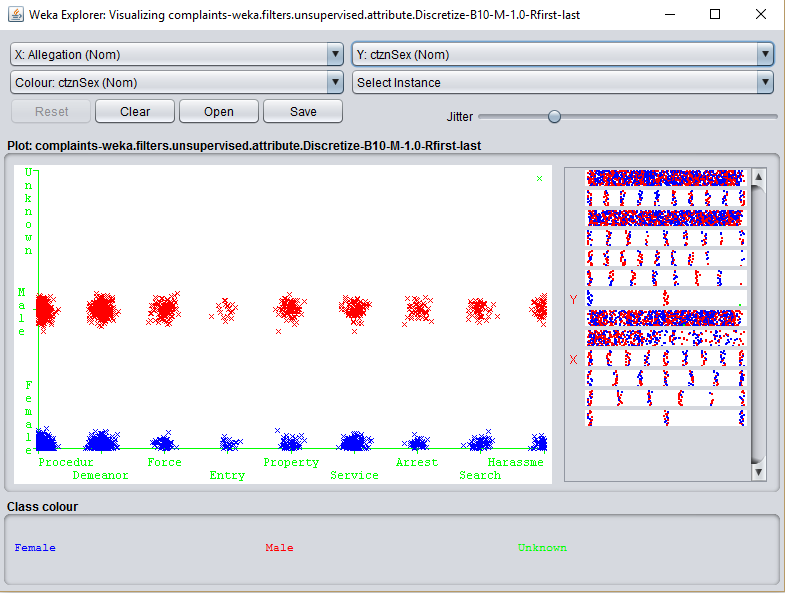 Weka Explorer: Visualizing complaints-weka.filters.unsupervised.attribute.Discretize-B10-M-1.0-Rfirst-last
X: Allegation (Nom)
Y: ctznSex (Nom)
Colour: ctznSex (Nom)
Select Instance
Reset
Clear
Open
Save
Jitter
Plot: complaints-weka.filters.unsupervised.attribute.Discretize-B10-M-1.0-Rfirst-last
Unknown
Male
Female
Procedur
Demeanor
Force
Entry
Property
Service
Arrest
Search
Harassme
Y
X
Class colour
Female
Male
Unknown